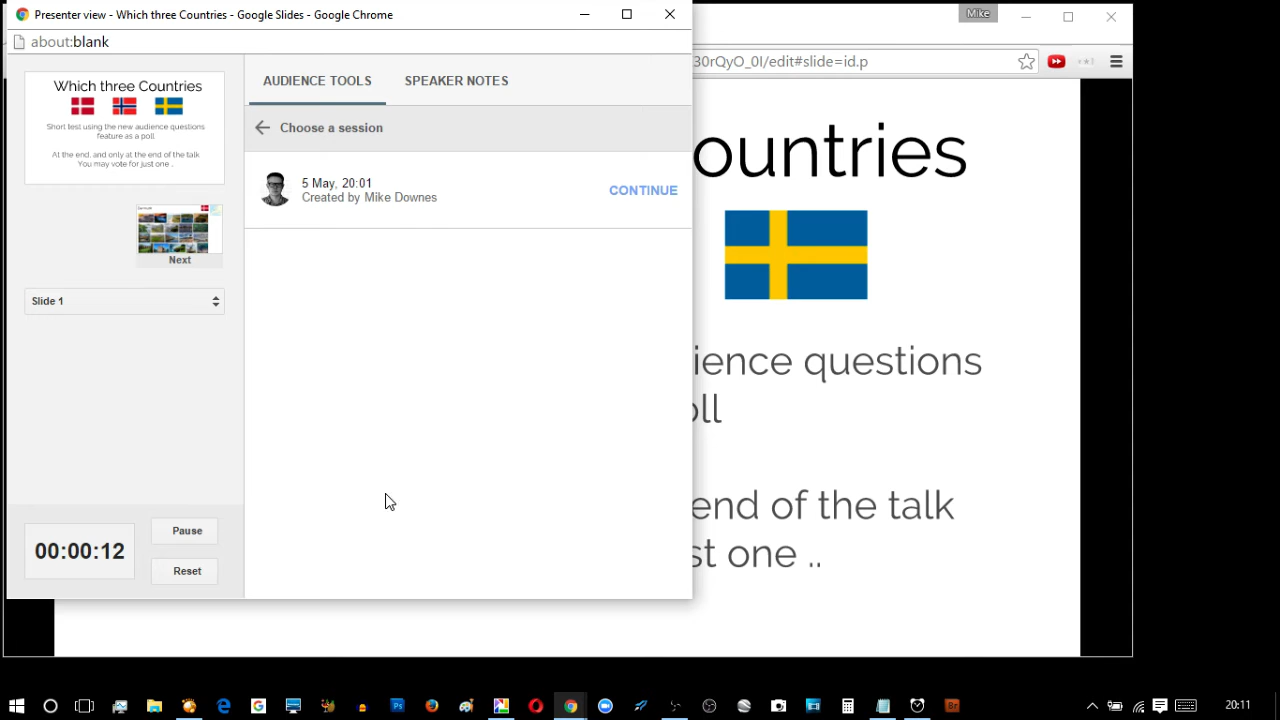 Presenter view - Which three Countries - Google Slides - Google Chrome
Mike
about:blank
30rQyO_0I/edit#slide=id.p
Which three Countries
Short test using the new audience questions
feature as a poll
At the end, and only at the end of the talk
You may vote for just one ..
Next
Slide 1
00:00:12
Pause
Reset
AUDIENCE TOOLS
SPEAKER NOTES
Choose a session
5 May, 20:01
Created by Mike Downes
CONTINUE
ountries
ience questions
oll
end of the talk
st one ..
Ps
Br
20:11